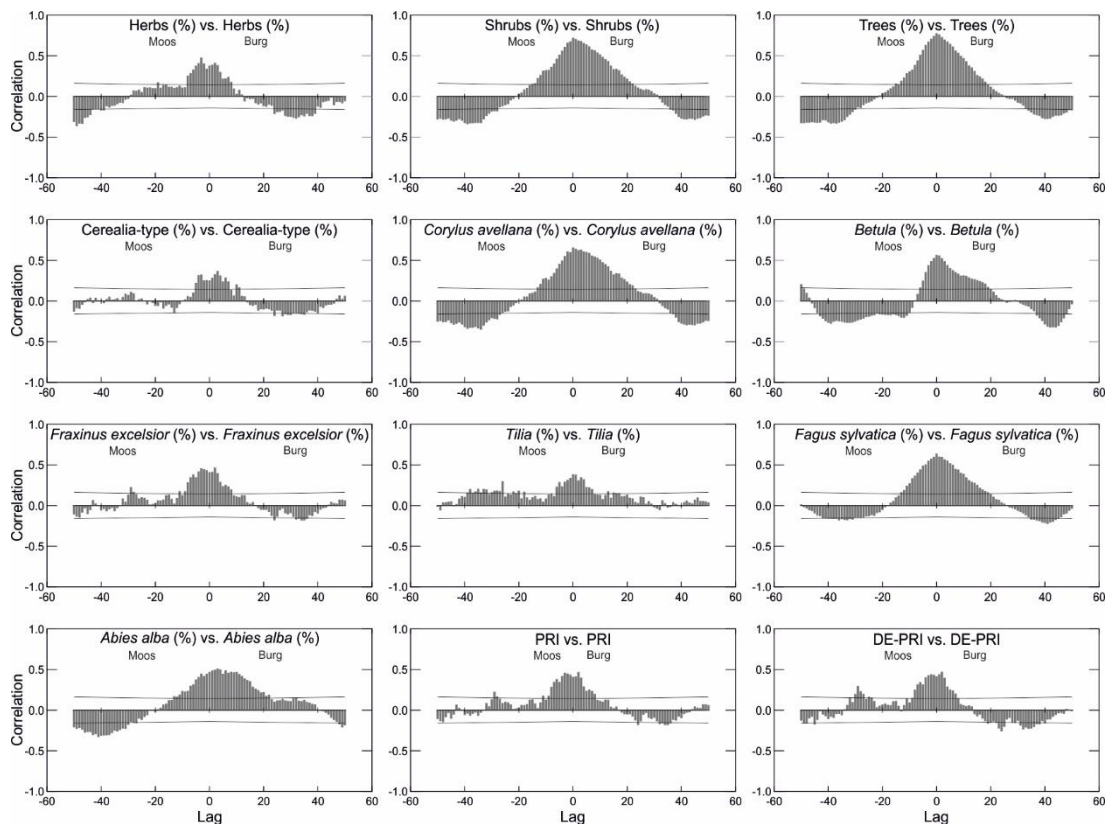 Herbs (%) vs. Herbs (%)
Moos Burg
Correlation
1.0
0.5
0.0
-0.5
-1.0
-60 -40 -20 0 20 40 60
Shrubs (%) vs. Shrubs (%)
Moos Burg
1.0
0.5
0.0
-0.5
-1.0
-60 -40 -20 0 20 40 60
Trees (%) vs. Trees (%)
Moos Burg
1.0
0.5
0.0
-0.5
-1.0
-60 -40 -20 0 20 40 60
Cerealia-type (%) vs. Cerealia-type (%)
Moos Burg
Correlation
1.0
0.5
0.0
-0.5
-1.0
-60 -40 -20 0 20 40 60
Corylus avellana (%) vs. Corylus avellana (%)
Moos Burg
1.0
0.5
0.0
-0.5
-1.0
-60 -40 -20 0 20 40 60
Betula (%) vs. Betula (%)
Moos Burg
1.0
0.5
0.0
-0.5
-1.0
-60 -40 -20 0 20 40 60
Fraxinus excelsior (%) vs. Fraxinus excelsior (%)
Moos Burg
Correlation
1.0
0.5
0.0
-0.5
-1.0
-60 -40 -20 0 20 40 60
Tilia (%) vs. Tilia (%)
Moos Burg
1.0
0.5
0.0
-0.5
-1.0
-60 -40 -20 0 20 40 60
Fagus sylvatica (%) vs. Fagus sylvatica (%)
Moos Burg
1.0
0.5
0.0
-0.5
-1.0
-60 -40 -20 0 20 40 60
Abies alba (%) vs. Abies alba (%)
Moos Burg
Correlation
1.0
0.5
0.0
-0.5
-1.0
-60 -40 -20 0 20 40 60
Lag
PRI vs. PRI
Moos Burg
1.0
0.5
0.0
-0.5
-1.0
-60 -40 -20 0 20 40 60
Lag
DE-PRI vs. DE-PRI
Moos Burg
1.0
0.5
0.0
-0.5
-1.0
-60 -40 -20 0 20 40 60
Lag